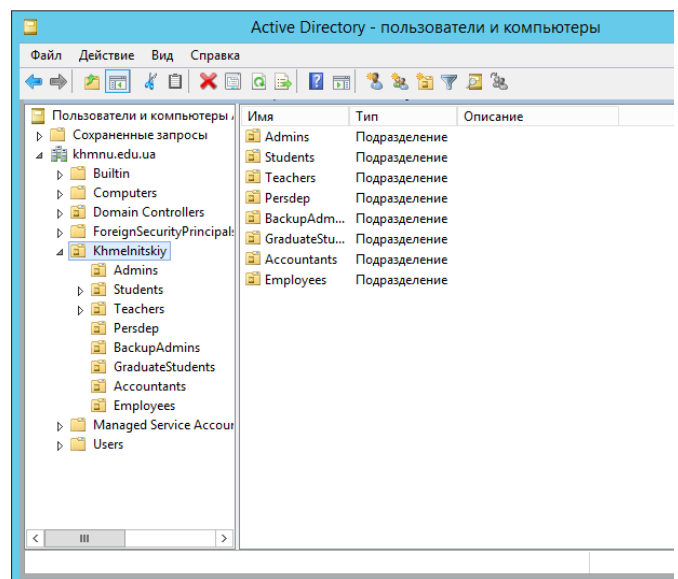 Active Directory - пользователи и компьютеры
Файл Действие Вид Справка
Пользователи и компьютеры
Сохраненные запросы
khmnu.edu.ua
Builtin
Computers
Domain Controllers
ForeignSecurityPrincipals
Khmelnitskiy
Admins
Students
Teachers
Persdep
BackupAdmins
GraduateStudents
Accountants
Employees
Managed Service Accour
Users
Имя Тип Описание
Admins Подразделение
Students Подразделение
Teachers Подразделение
Persdep Подразделение
BackupAdm... Подразделение
GraduateStu... Подразделение
Accountants Подразделение
Employees Подразделение